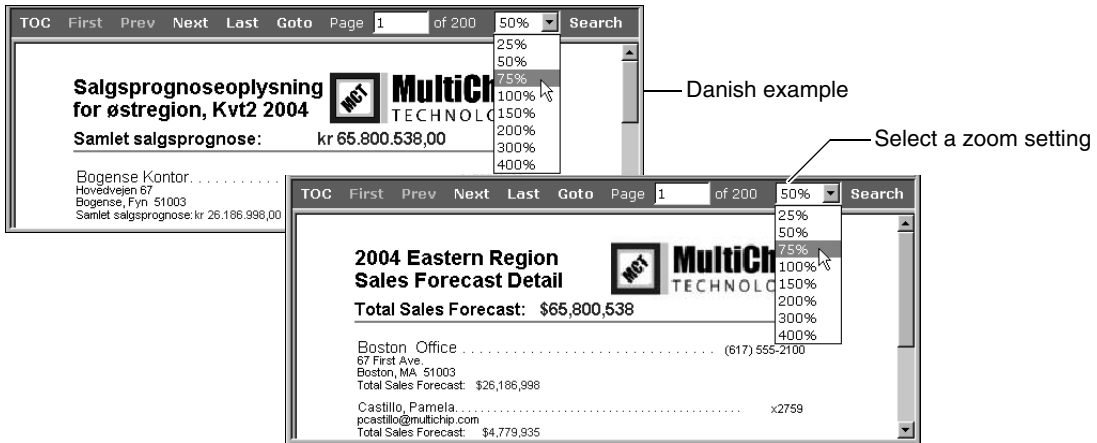 TOC First Prev Next Last Goto Page 1 of 200 50% Search
25%
50%
75%
100%
150%
200%
300%
400%
Salgsprognoseoplysning
for østregion, Kvt2 2004
MCT
MultiCh
TECHNOLO
Samlet salgsprognose: kr 65.800.538,00
Bogense Kontor. . . . . . . . . . . .
Hovedvejen 67
Bogense, Fyn 51003
Samlet salgsprognose: kr 26.186.998,00
Danish example
Select a zoom setting
TOC First Prev Next Last Goto Page 1 of 200 50% Search
25%
50%
75%
100%
150%
200%
300%
400%
2004 Eastern Region
Sales Forecast Detail
MCT
MultiCh
TECHNOLO
Total Sales Forecast: $65,800,538
Boston Office . . . . . . . . . . . . . . . . . . . . . . . . . . . . . . (617) 555-2100
67 First Ave.
Boston, MA 51003
Total Sales Forecast: $26,186,998
Castillo, Pamela. . . . . . . . . . . . . . . . . . . . . . . . . . . . . . . . . . x2759
pcastillo@multichip.com
Total Sales Forecast: $4,779,935